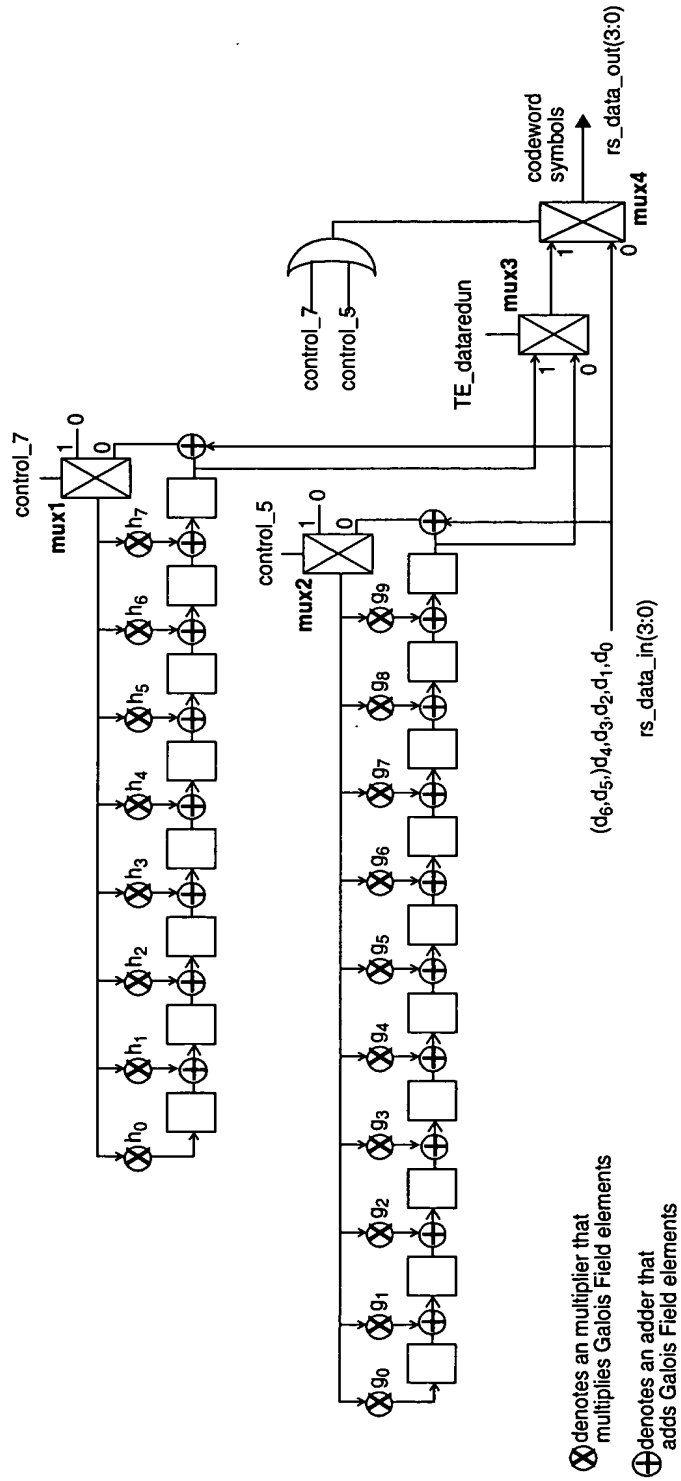 control_7
mux1
1
0
0
h0
h1
h2
h3
h4
h5
h6
h7
control_5
mux2
1
0
0
g0
g1
g2
g3
g4
g5
g6
g7
g8
g9
control_7
control_5
TE_dataredun
mux3
1
0
codeword
symbols
mux4
1
0
rs_data_out(3:0)
(d6,d5,)d4,d3,d2,d1,d0
rs_data_in(3:0)
denotes an multiplier that
multiplies Galois Field elements
denotes an adder that
adds Galois Field elements